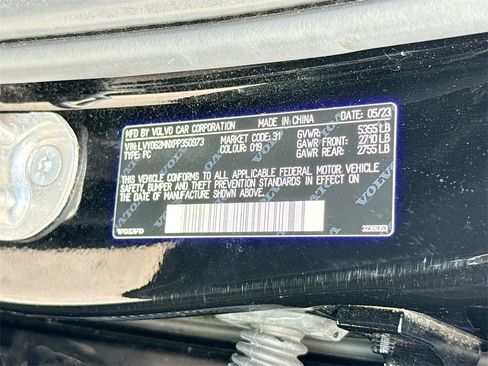 MFD BY VOLVO CAR CORPORATION MADE IN CHINA DATE: 05/23
VIN: LVY062MN0PP350973 MARKET CODE: 31 GVWR: 5355 LB
TYPE: PC COLOUR: 019 GAWR FRONT: 2710 LB
GAWR REAR: 2755 LB
THIS VEHICLE CONFORMS TO ALL APPLICABLE FEDERAL MOTOR VEHICLE
SAFETY, BUMPER AND THEFT PREVENTION STANDARDS IN EFFECT ON THE
DATE OF MANUFACTURE SHOWN ABOVE.
VOLVO